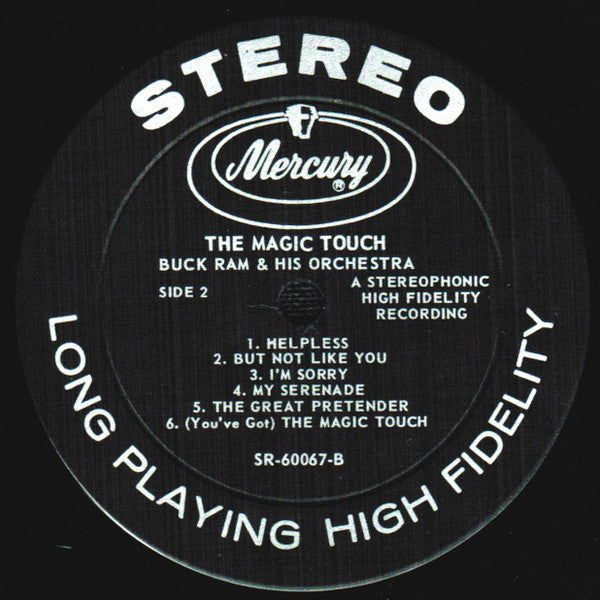 STEREO
Mercury ®
THE MAGIC TOUCH
BUCK RAM & HIS ORCHESTRA
SIDE 2
A STEREOPHONIC
HIGH FIDELITY
RECORDING
1. HELPLESS
2. BUT NOT LIKE YOU
3. I'M SORRY
4. MY SERENADE
5. THE GREAT PRETENDER
6. (You've Got) THE MAGIC TOUCH
SR-60067-B
LONG PLAYING HIGH FIDELITY